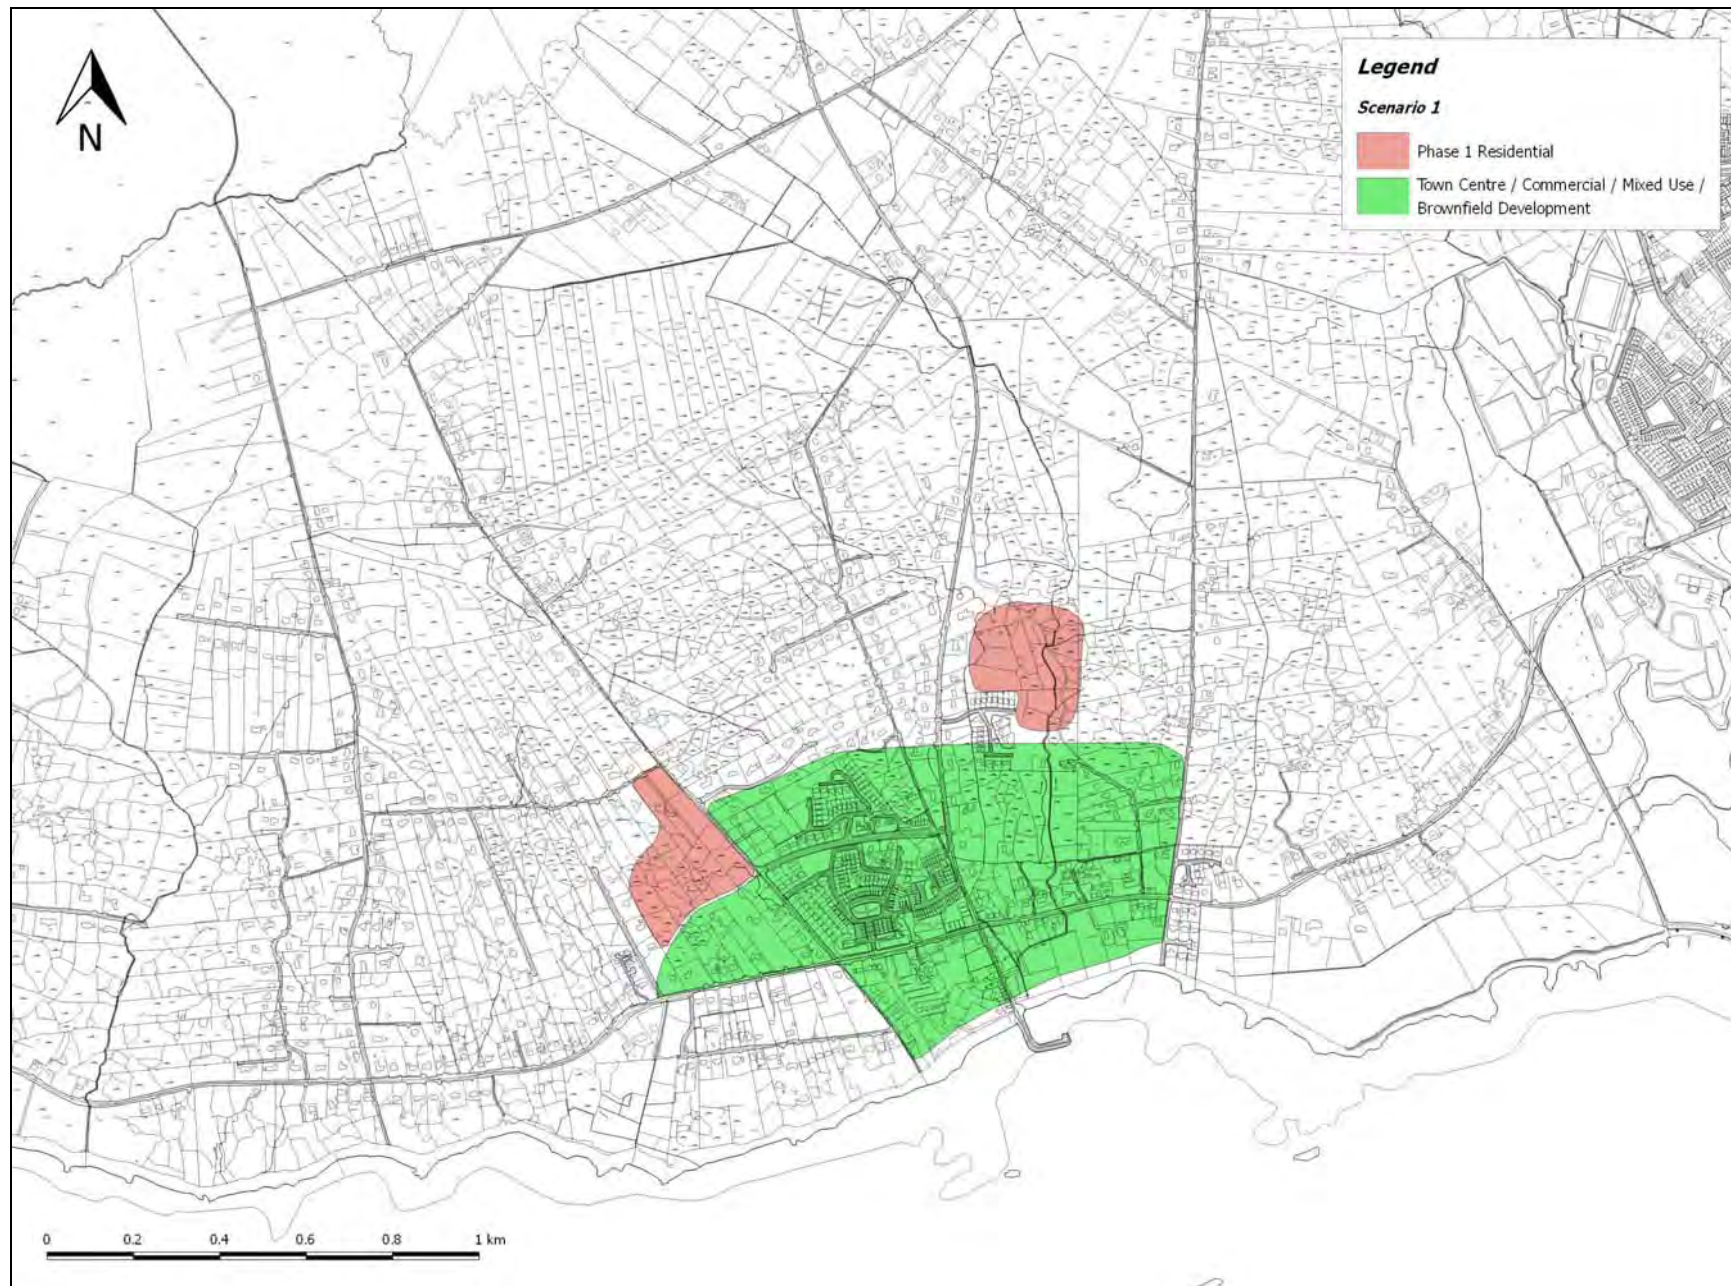 N
Legend
Scenario 1
Phase 1 Residential
Town Centre / Commercial / Mixed Use /
Brownfield Development
0 0.2 0.4 0.6 0.8 1 km